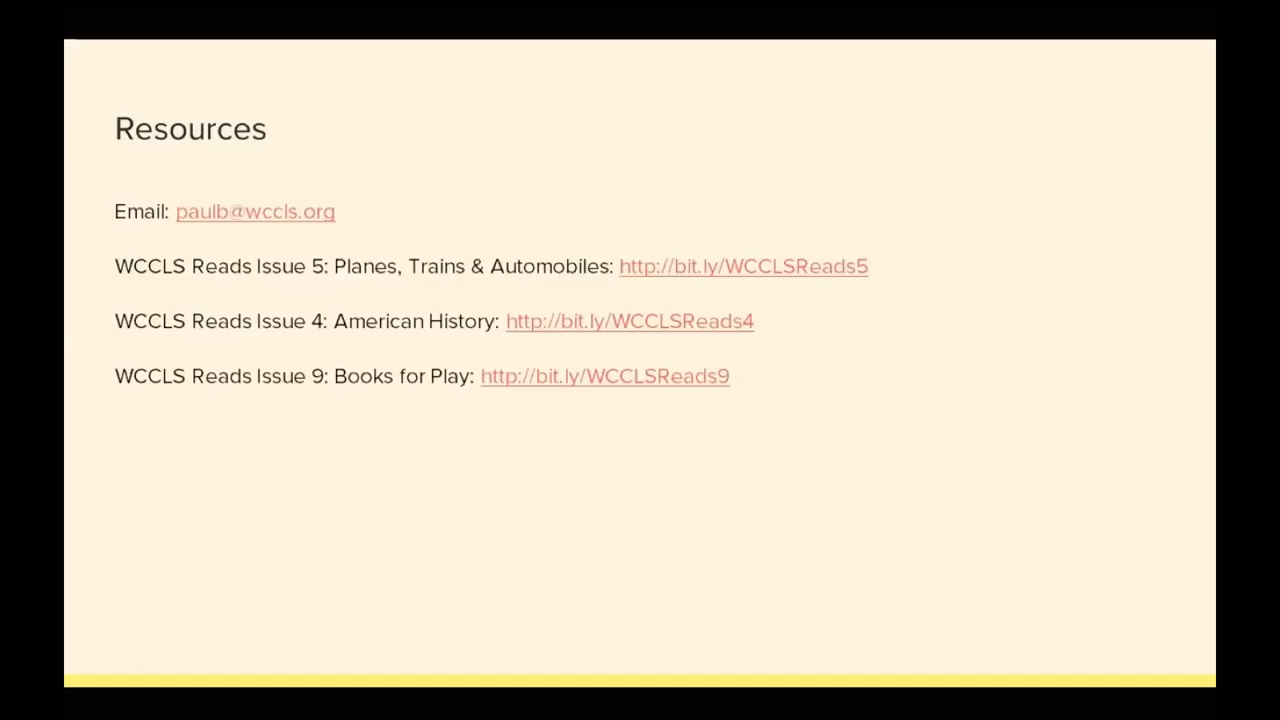 Resources
Email: paulb@wccls.org
WCCLS Reads Issue 5: Planes, Trains & Automobiles: http://bit.ly/WCCLSReads5
WCCLS Reads Issue 4: American History: http://bit.ly/WCCLSReads4
WCCLS Reads Issue 9: Books for Play: http://bit.ly/WCCLSReads9